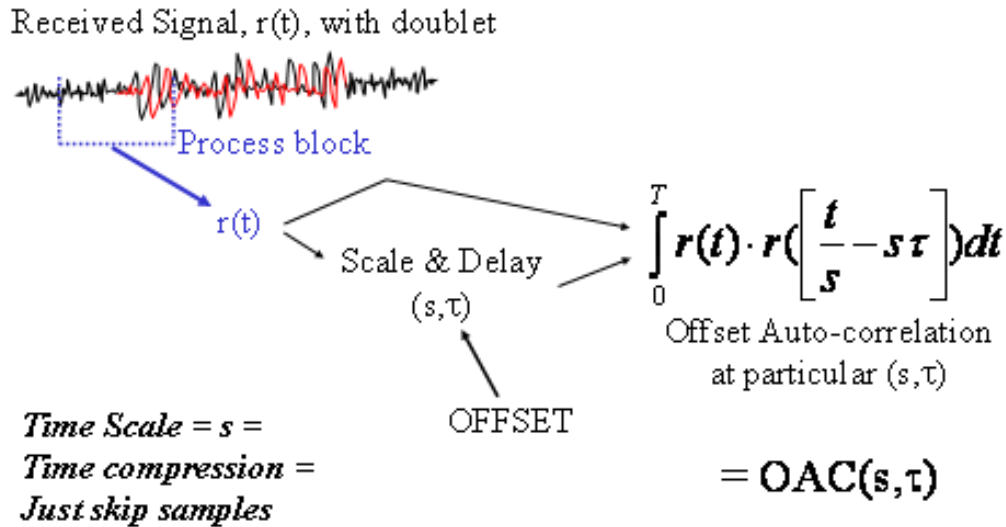 Received Signal, r(t), with doublet
Process block
r(t)
Scale & Delay
(s,τ)
OFFSET
∫₀ᵀ r(t) · r([t/s − sτ])dt
Offset Auto-correlation
at particular (s,τ)
= OAC(s,τ)
Time Scale = s =
Time compression =
Just skip samples